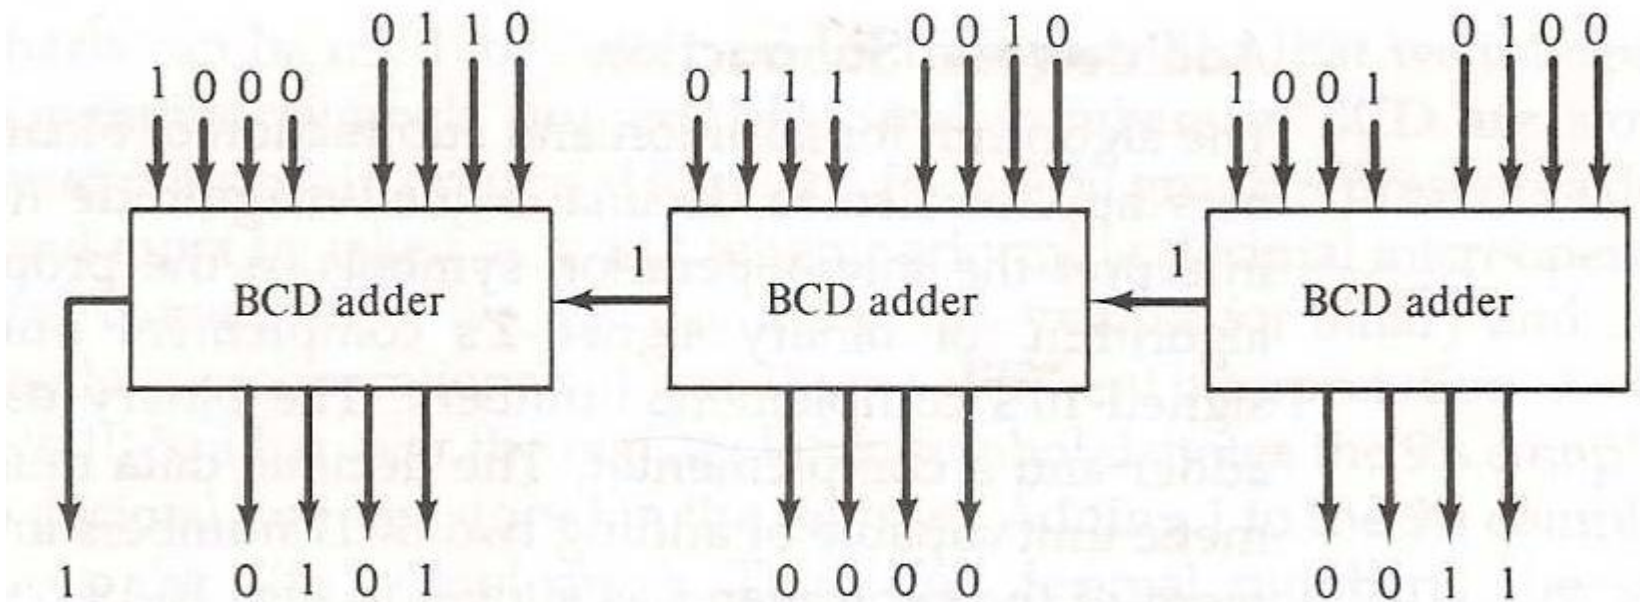 0 1 1 0 0 0 1 0 0 1 0 0
1 0 0 0 0 1 1 1 1 0 0 1
1 1
BCD adder BCD adder BCD adder
1 0 1 0 1 0 0 0 0 0 0 1 1